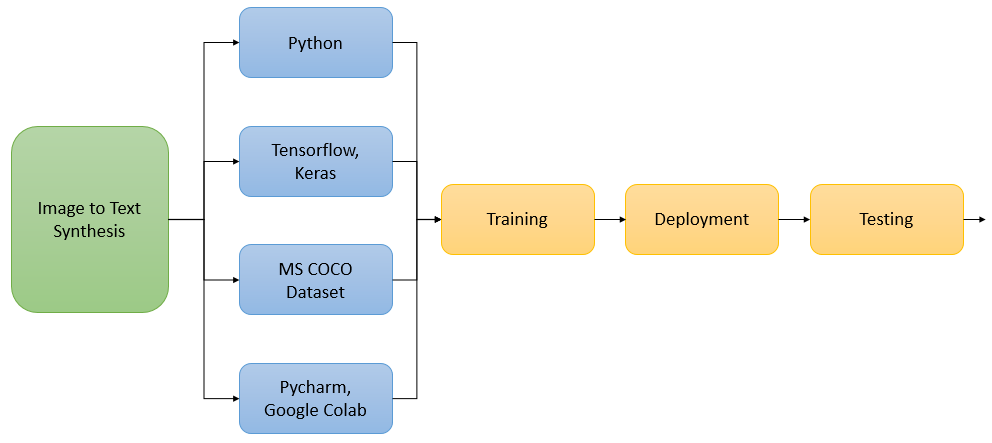 Image to Text
Synthesis
Python
Tensorflow,
Keras
MS COCO
Dataset
Pycharm,
Google Colab
Training
Deployment
Testing